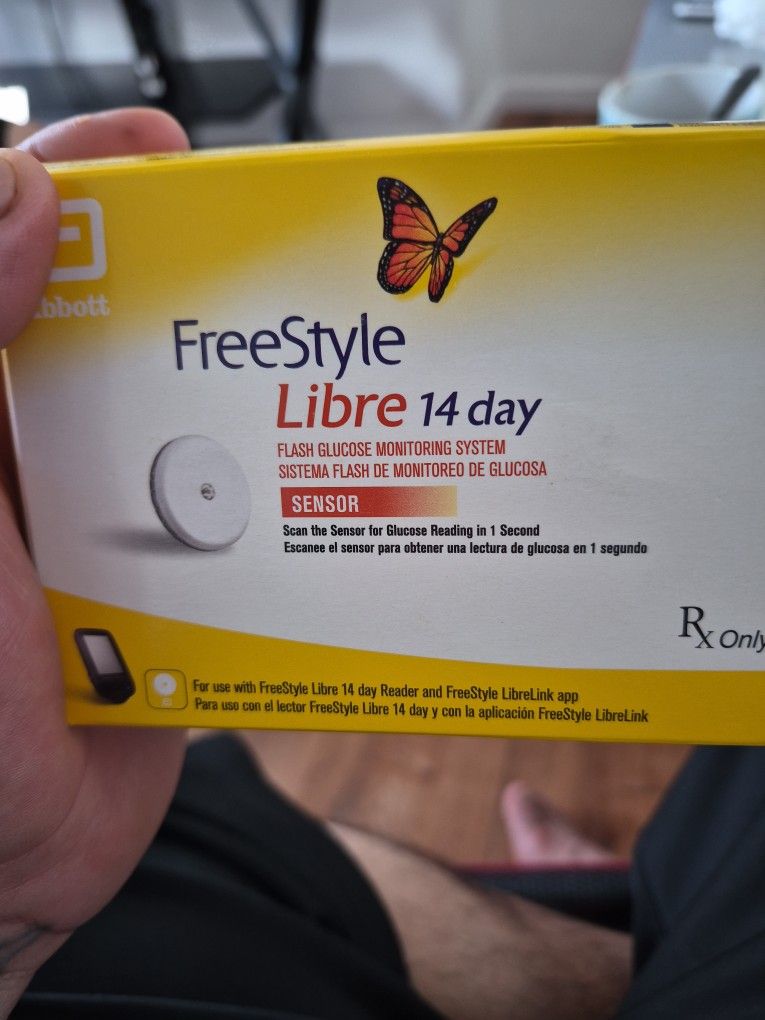 bbott
FreeStyle
Libre 14 day
FLASH GLUCOSE MONITORING SYSTEM
SISTEMA FLASH DE MONITOREO DE GLUCOSA
SENSOR
Scan the Sensor for Glucose Reading in 1 Second
Escanee el sensor para obtener una lectura de glucosa en 1 segundo
Rx Only
For use with FreeStyle Libre 14 day Reader and FreeStyle LibreLink app
Para uso con el lector FreeStyle Libre 14 day y con la aplicación FreeStyle LibreLink